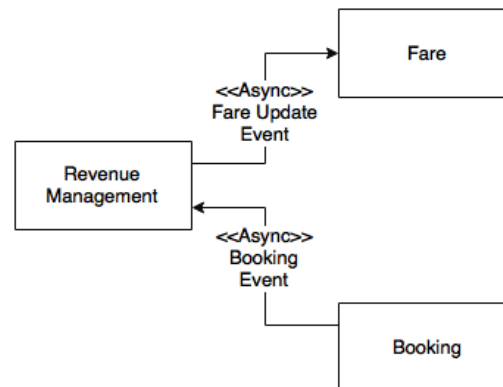 Fare
<<Async>>
Fare Update
Event
Revenue
Management
<<Async>>
Booking
Event
Booking